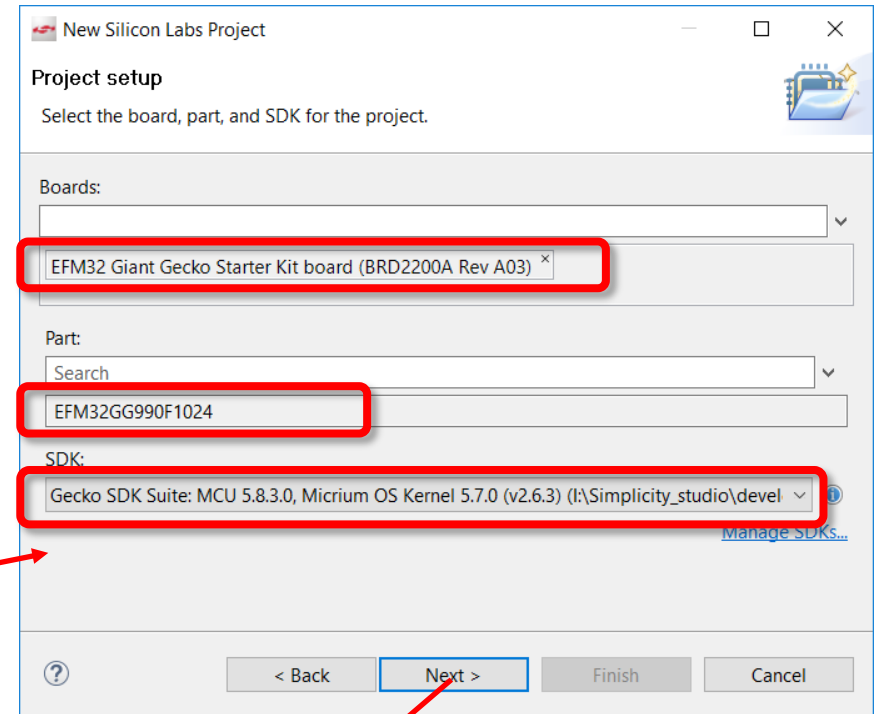 New Silicon Labs Project
Project setup
Select the board, part, and SDK for the project.
Boards:
EFM32 Giant Gecko Starter Kit board (BRD2200A Rev A03) ×
Part:
Search
EFM32GG990F1024
SDK:
Gecko SDK Suite: MCU 5.8.3.0, Micrium OS Kernel 5.7.0 (v2.6.3) (I:\Simplicity_studio\devel
Manage SDKs...
< Back Next > Finish Cancel